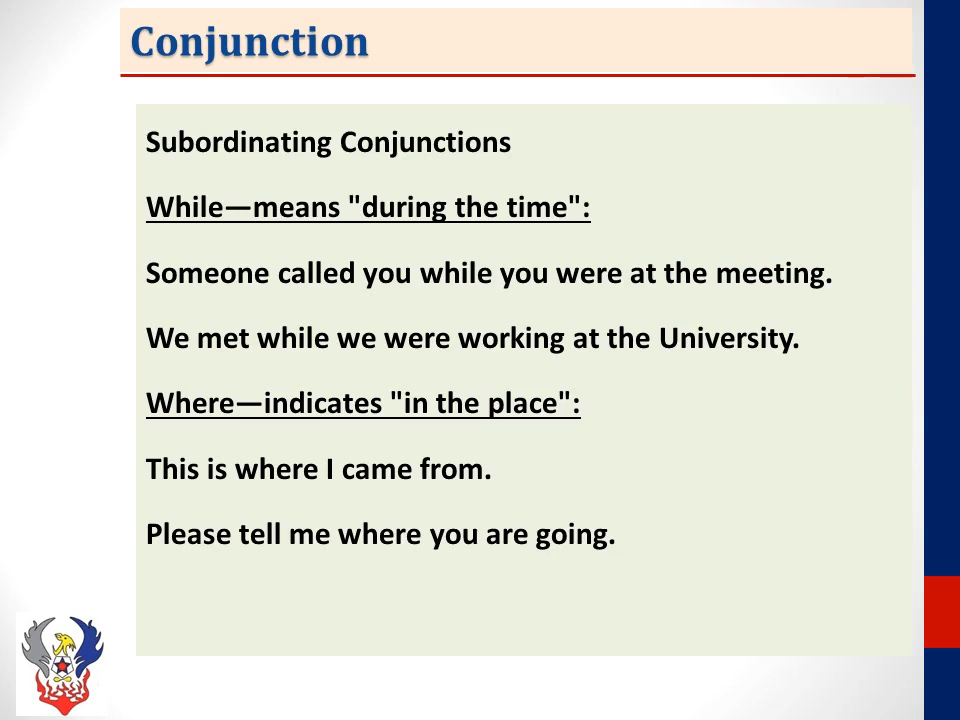 Conjunction
Subordinating Conjunctions
While—means "during the time":
Someone called you while you were at the meeting.
We met while we were working at the University.
Where—indicates "in the place":
This is where I came from.
Please tell me where you are going.